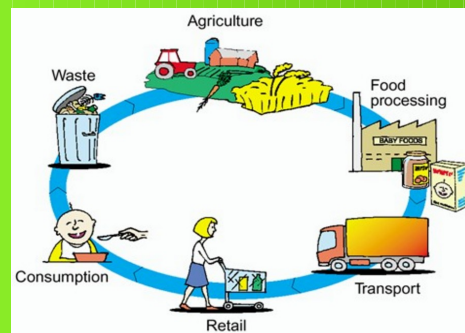 Agriculture
Waste
Food
processing
BABY FOODS
Consumption
Transport
Retail